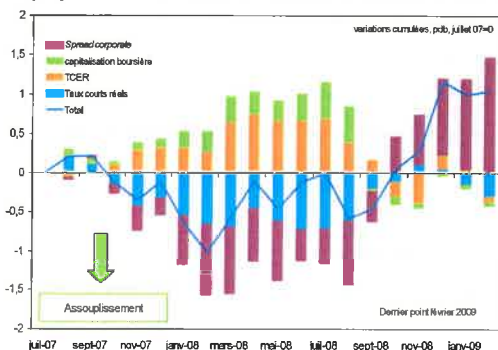 variations cumulées, pdb, juillet 07=0
Spread corporate
capitalisation boursière
TCER
Taux courts réels
Total
2
1,5
1
0,5
0
-0,5
-1
-1,5
-2
Assouplissement
Dernier point février 2009
juil-07 sept-07 nov-07 janv-08 mars-08 mai-08 juil-08 sept-08 nov-08 janv-09